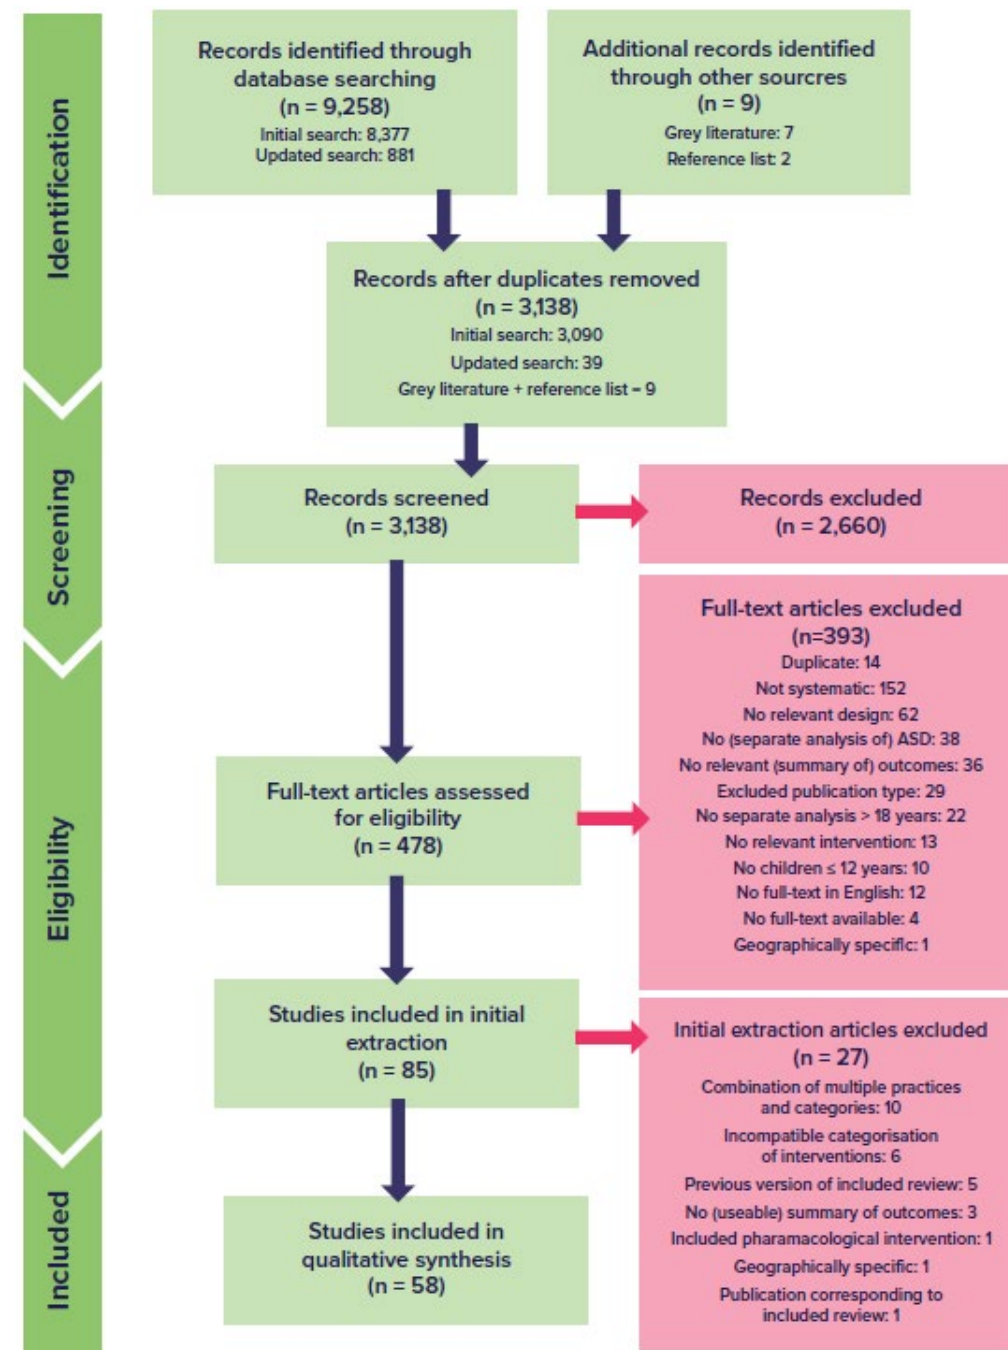 Identification
Records identified through
database searching
(n = 9,258)
Initial search: 8,377
Updated search: 881
Additional records identified
through other sourcres
(n = 9)
Grey literature: 7
Reference list: 2
Records after duplicates removed
(n = 3,138)
Initial search: 3,090
Updated search: 39
Grey literature + reference list = 9
Screening
Records screened
(n = 3,138)
Records excluded
(n = 2,660)
Eligibility
Full-text articles assessed
for eligibility
(n = 478)
Full-text articles excluded
(n=393)
Duplicate: 14
Not systematic: 152
No relevant design: 62
No (separate analysis of) ASD: 38
No relevant (summary of) outcomes: 36
Excluded publication type: 29
No separate analysis > 18 years: 22
No relevant intervention: 13
No children ≤ 12 years: 10
No full-text in English: 12
No full-text available: 4
Geographically specific: 1
Studies included in initial
extraction
(n = 85)
Initial extraction articles excluded
(n = 27)
Combination of multiple practices
and categories: 10
Incompatible categorisation
of interventions: 6
Previous version of included review: 5
No (useable) summary of outcomes: 3
Included pharamacological intervention: 1
Geographically specific: 1
Publication corresponding to
included review: 1
Included
Studies included in
qualitative synthesis
(n = 58)